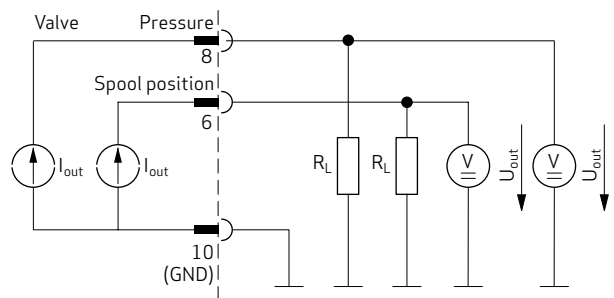 Valve Pressure
8
Spool position
6
I_out I_out R_L R_L V V U_out U_out
10
(GND)